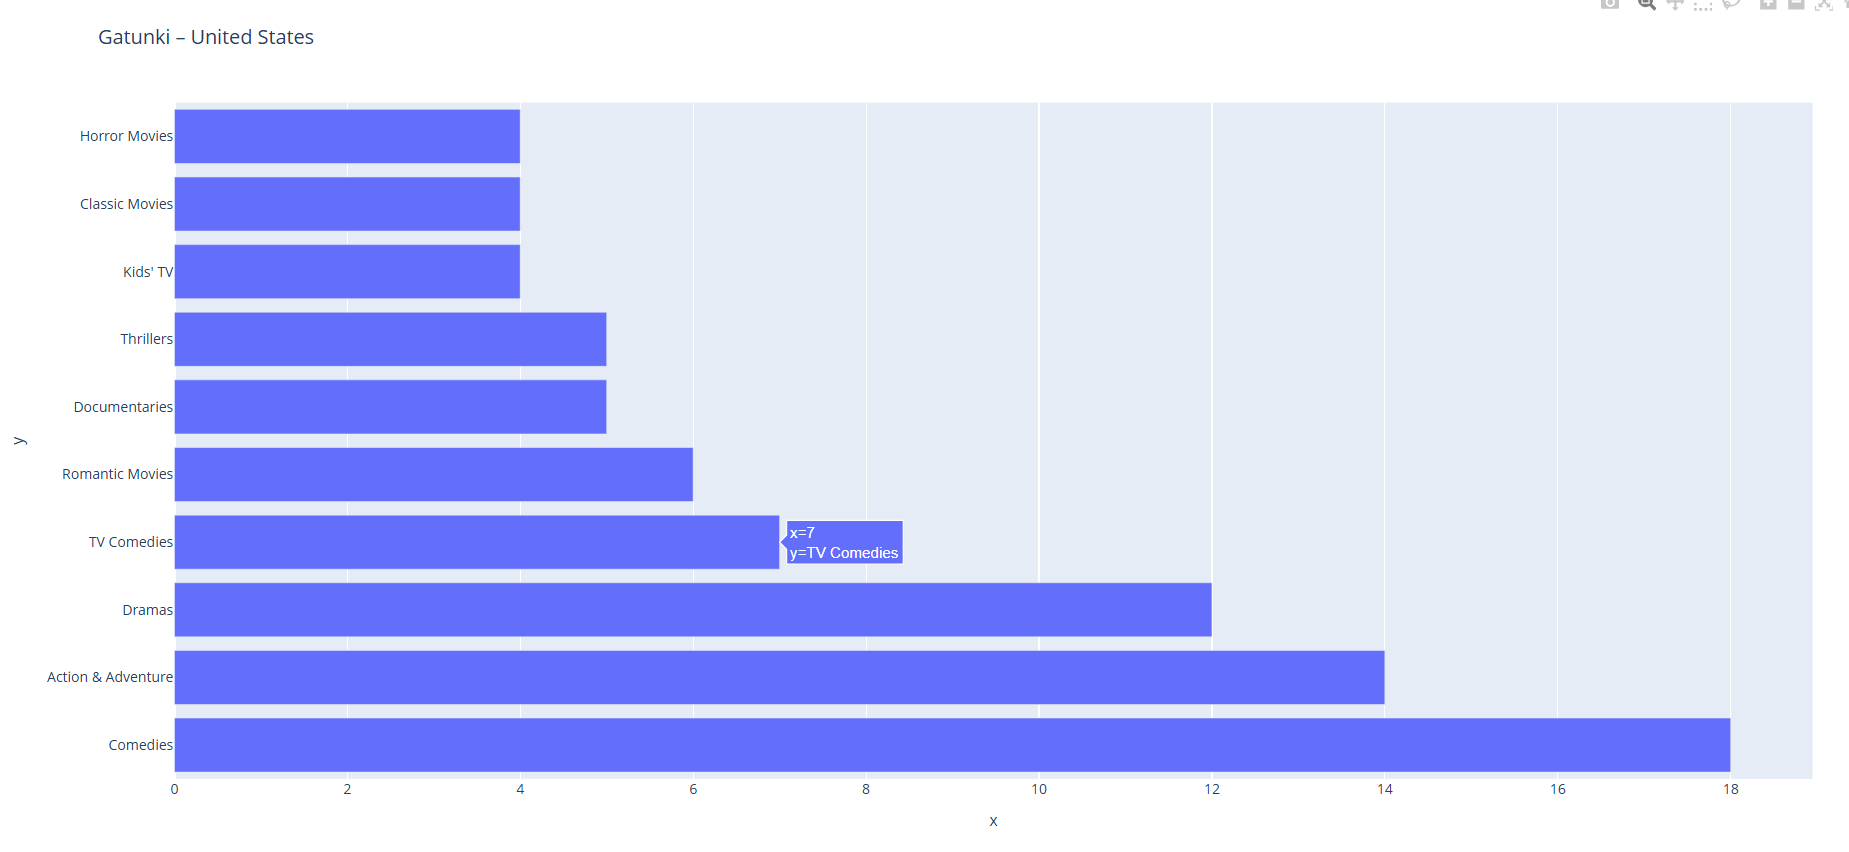 Gatunki – United States
Horror Movies
Classic Movies
Kids' TV
Thrillers
Documentaries
y
Romantic Movies
TV Comedies
x=7
y=TV Comedies
Dramas
Action & Adventure
Comedies
0 2 4 6 8 10 12 14 16 18
x